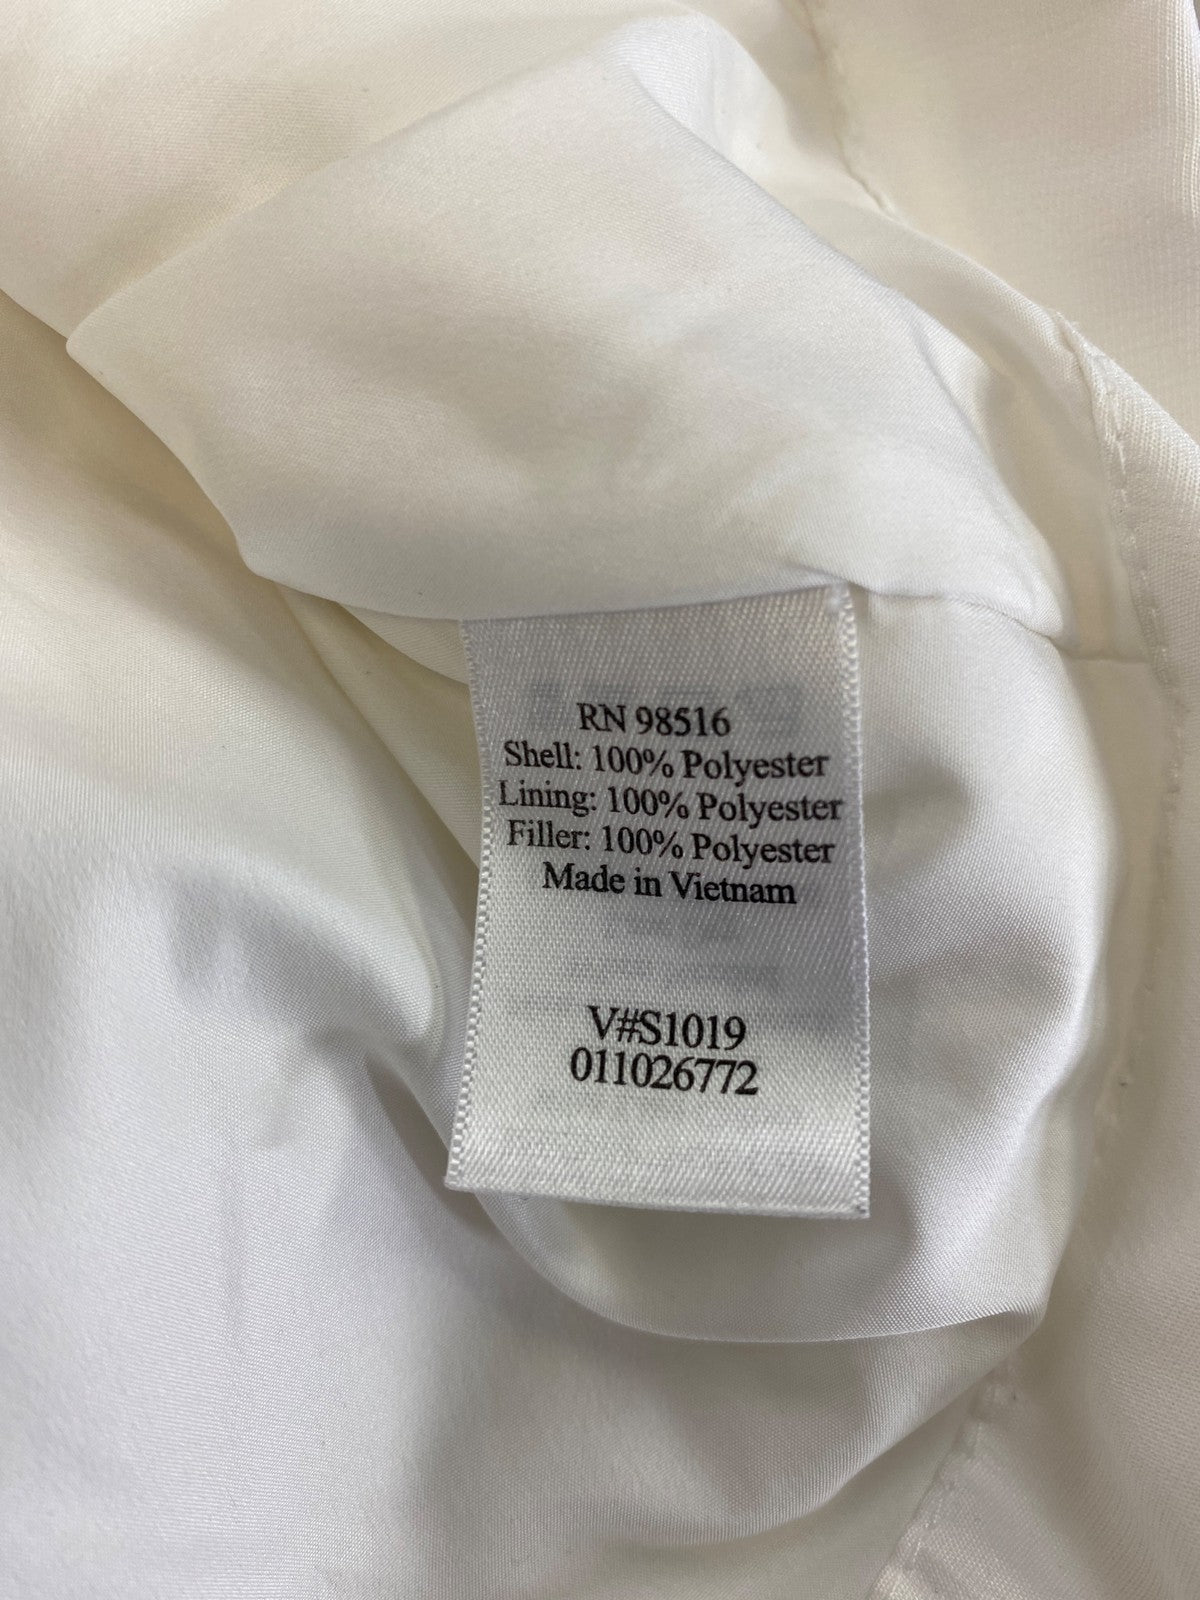 RN 98516
Shell: 100% Polyester
Lining: 100% Polyester
Filler: 100% Polyester
Made in Vietnam
V#S1019
011026772